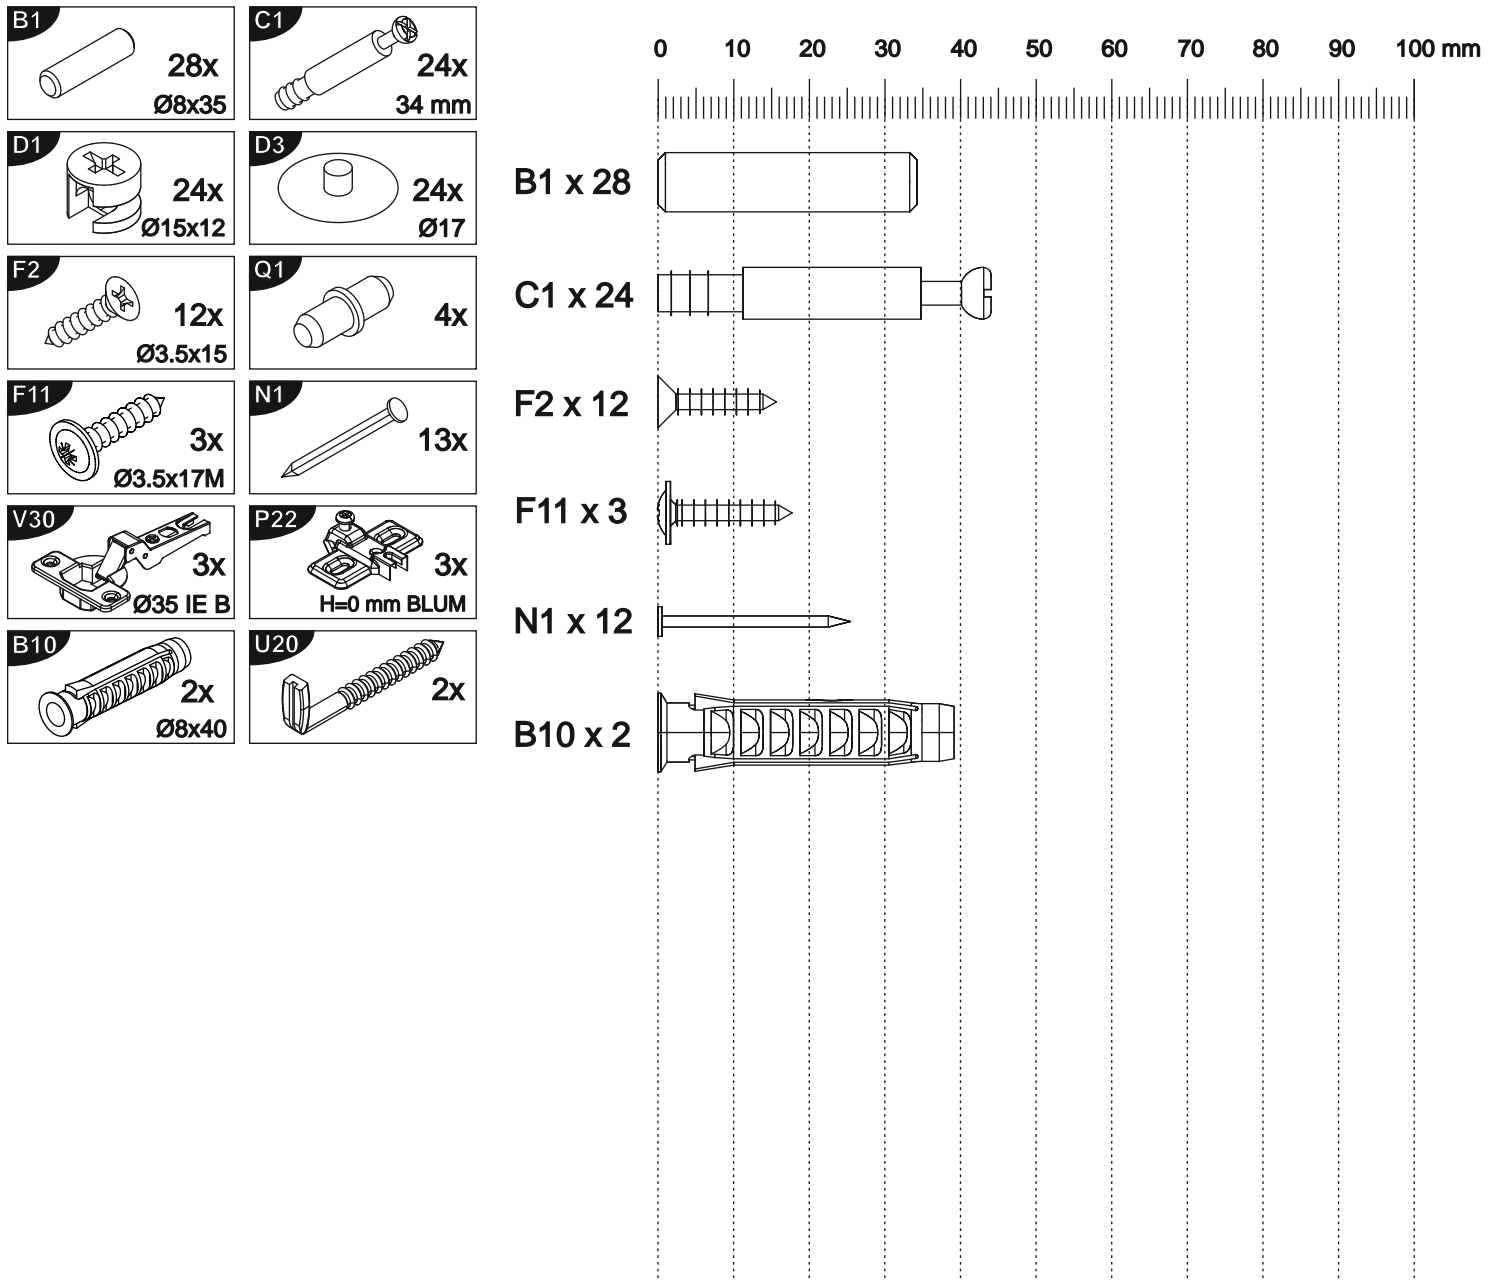 B1
28x
Ø8x35
C1
24x
34 mm
D1
24x
Ø15x12
D3
24x
Ø17
F2
12x
Ø3.5x15
Q1
4x
F11
3x
Ø3.5x17M
N1
13x
V30
3x
Ø35 IE B
P22
3x
H=0 mm BLUM
B10
2x
Ø8x40
U20
2x
0 10 20 30 40 50 60 70 80 90 100 mm
B1 x 28
C1 x 24
F2 x 12
F11 x 3
N1 x 12
B10 x 2